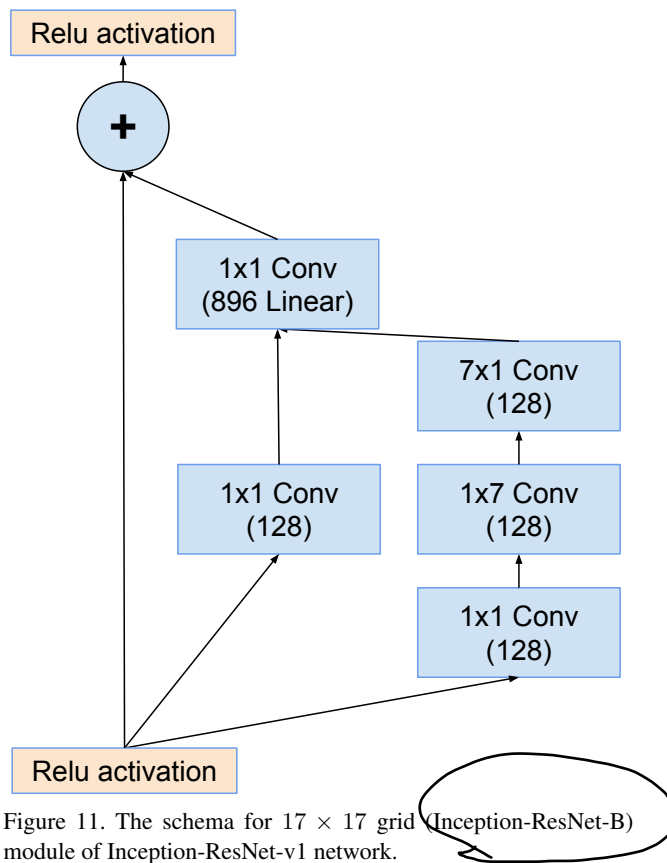 Relu activation
+
1x1 Conv
(896 Linear)
7x1 Conv
(128)
1x1 Conv
(128)
1x7 Conv
(128)
1x1 Conv
(128)
Relu activation
Figure 11. The schema for 17 × 17 grid (Inception-ResNet-B)
module of Inception-ResNet-v1 network.